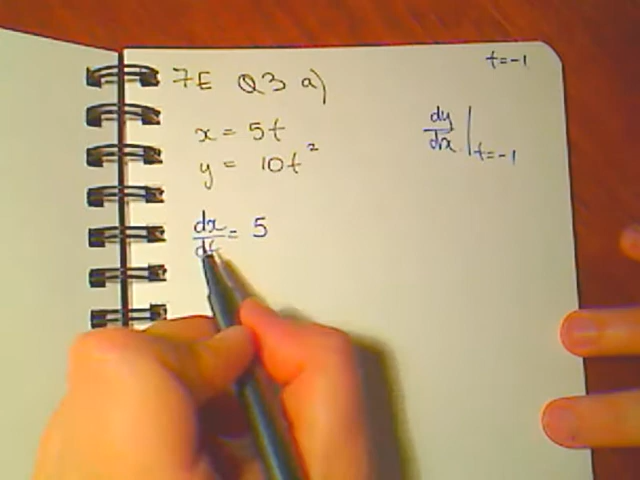 t=-1
7E Q3 a)
x = 5t
y = 10t²
dy/dx |t=-1
dx/dt = 5